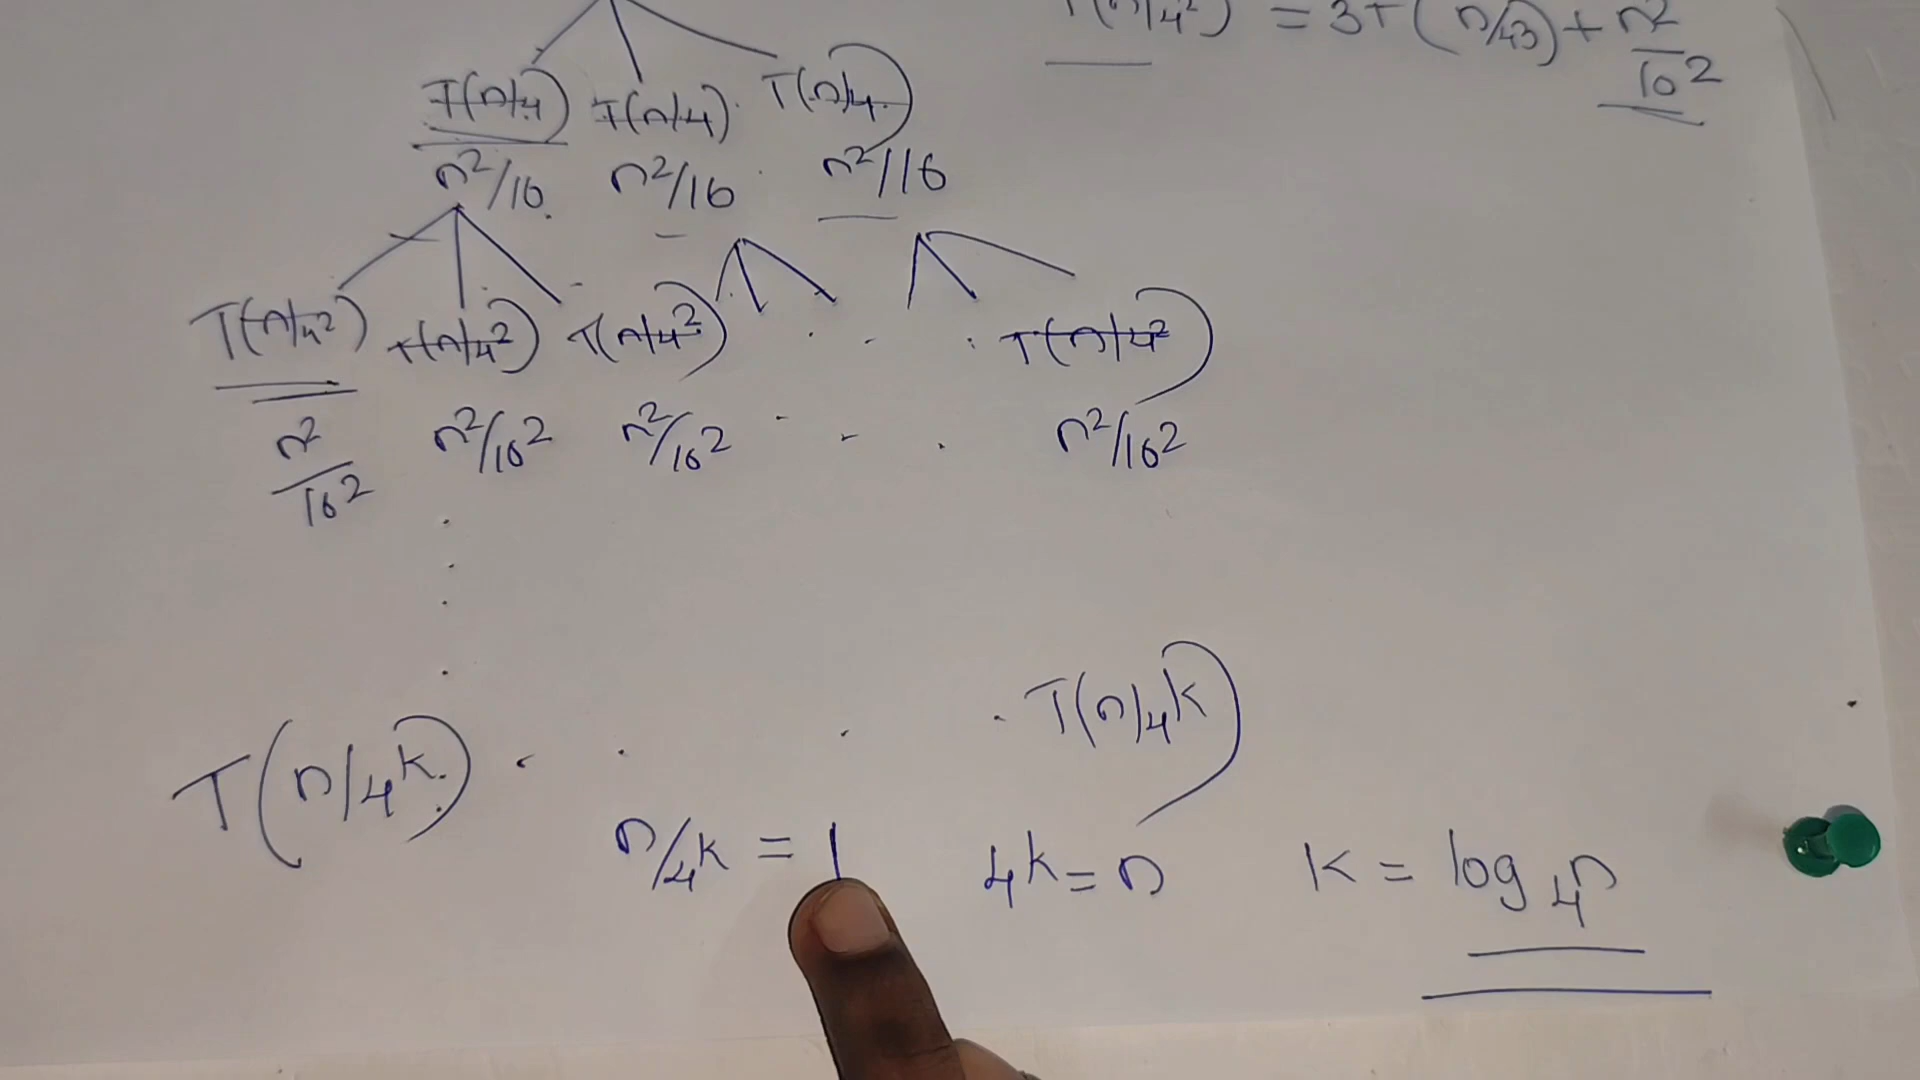 T(n/4²) = 3T(n/43) + n²/16²
T(n/4) T(n/4) T(n/4)
n²/16 n²/16 n²/16
T(n/4²) T(n/4²) T(n/4²) . . . T(n/4²)
n²/16² n²/16² n²/16² - - . n²/16²
T(n/4ᵏ) . . . . T(n/4ᵏ)
n/4ᵏ = 1 4ᵏ = n K = log₄n